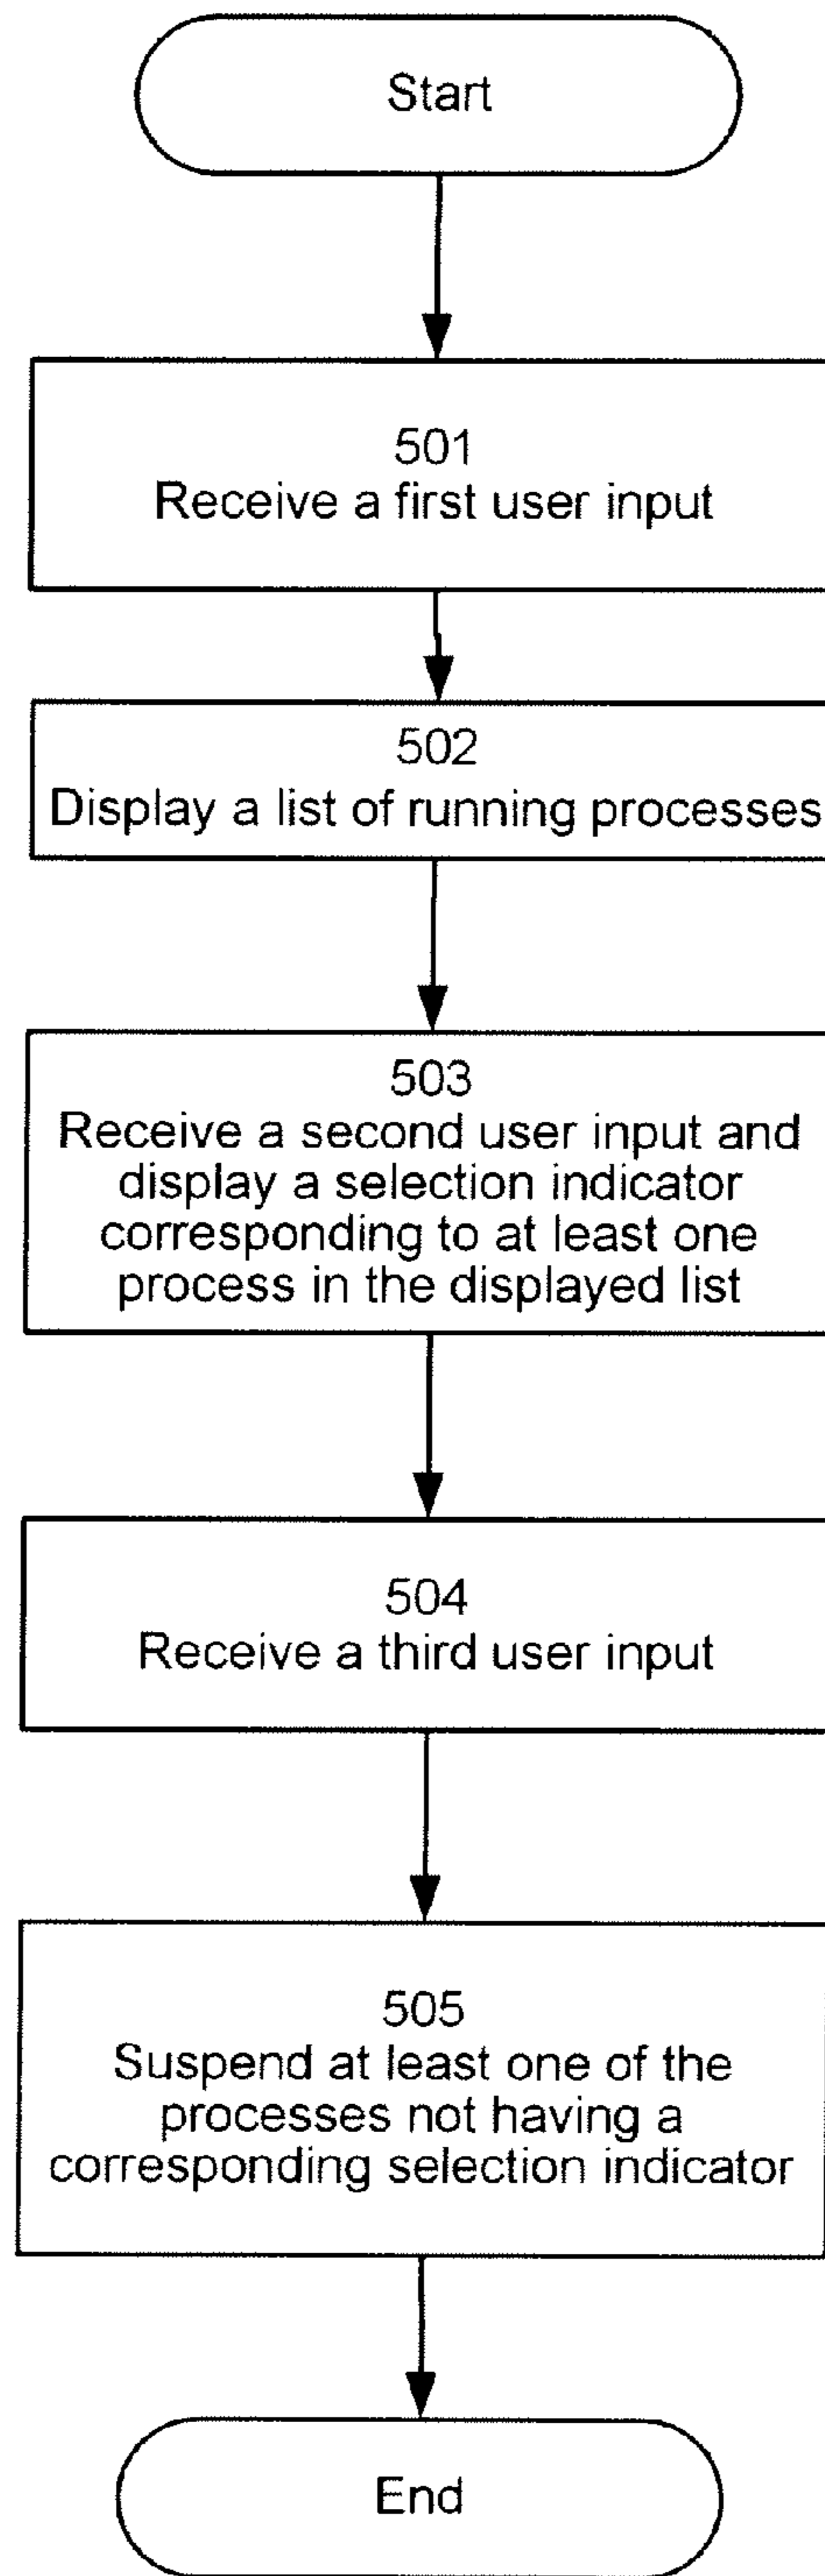 Start
501
Receive a first user input
502
Display a list of running processes
503
Receive a second user input and
display a selection indicator
corresponding to at least one
process in the displayed list
504
Receive a third user input
505
Suspend at least one of the
processes not having a
corresponding selection indicator
End